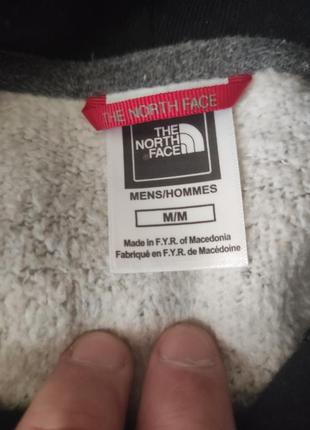 THE NORTH FACE
THE
NORTH
FACE
MENS/HOMMES
M/M
Made in F.Y.R. of Macedonia
Fabriqué en F.Y.R. de Macédoine